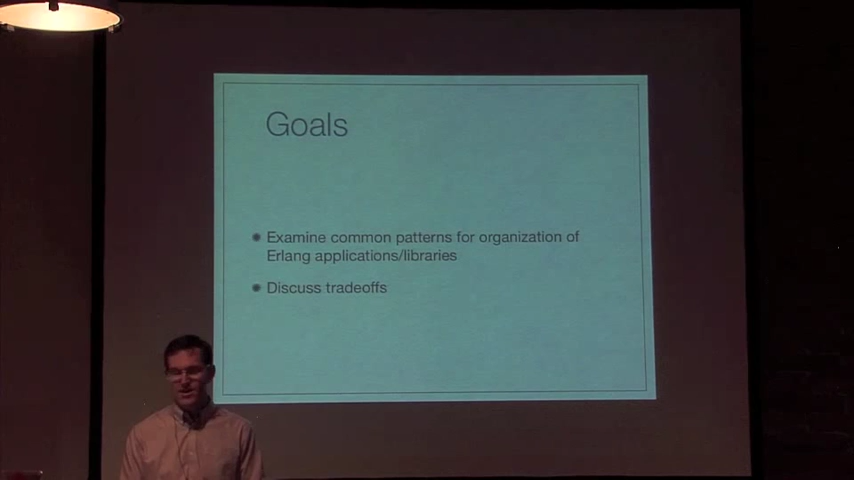 Goals
Examine common patterns for organization of
Erlang applications/libraries
Discuss tradeoffs